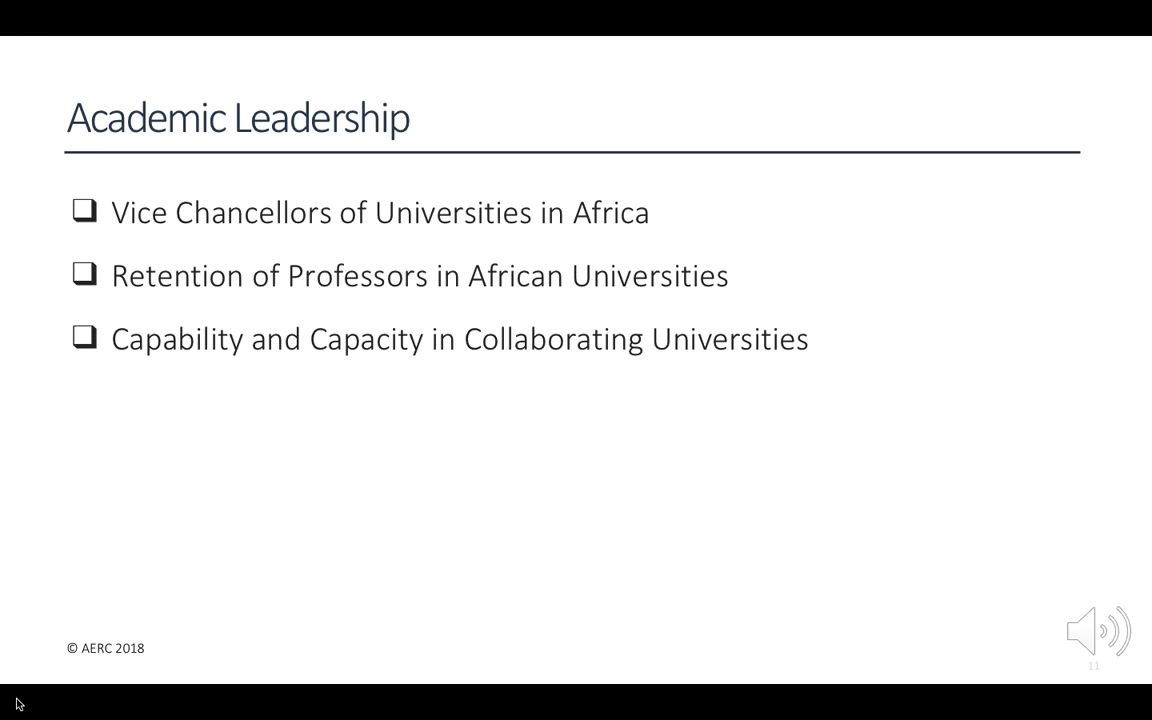 Academic Leadership
❑ Vice Chancellors of Universities in Africa
❑ Retention of Professors in African Universities
❑ Capability and Capacity in Collaborating Universities
© AERC 2018
11